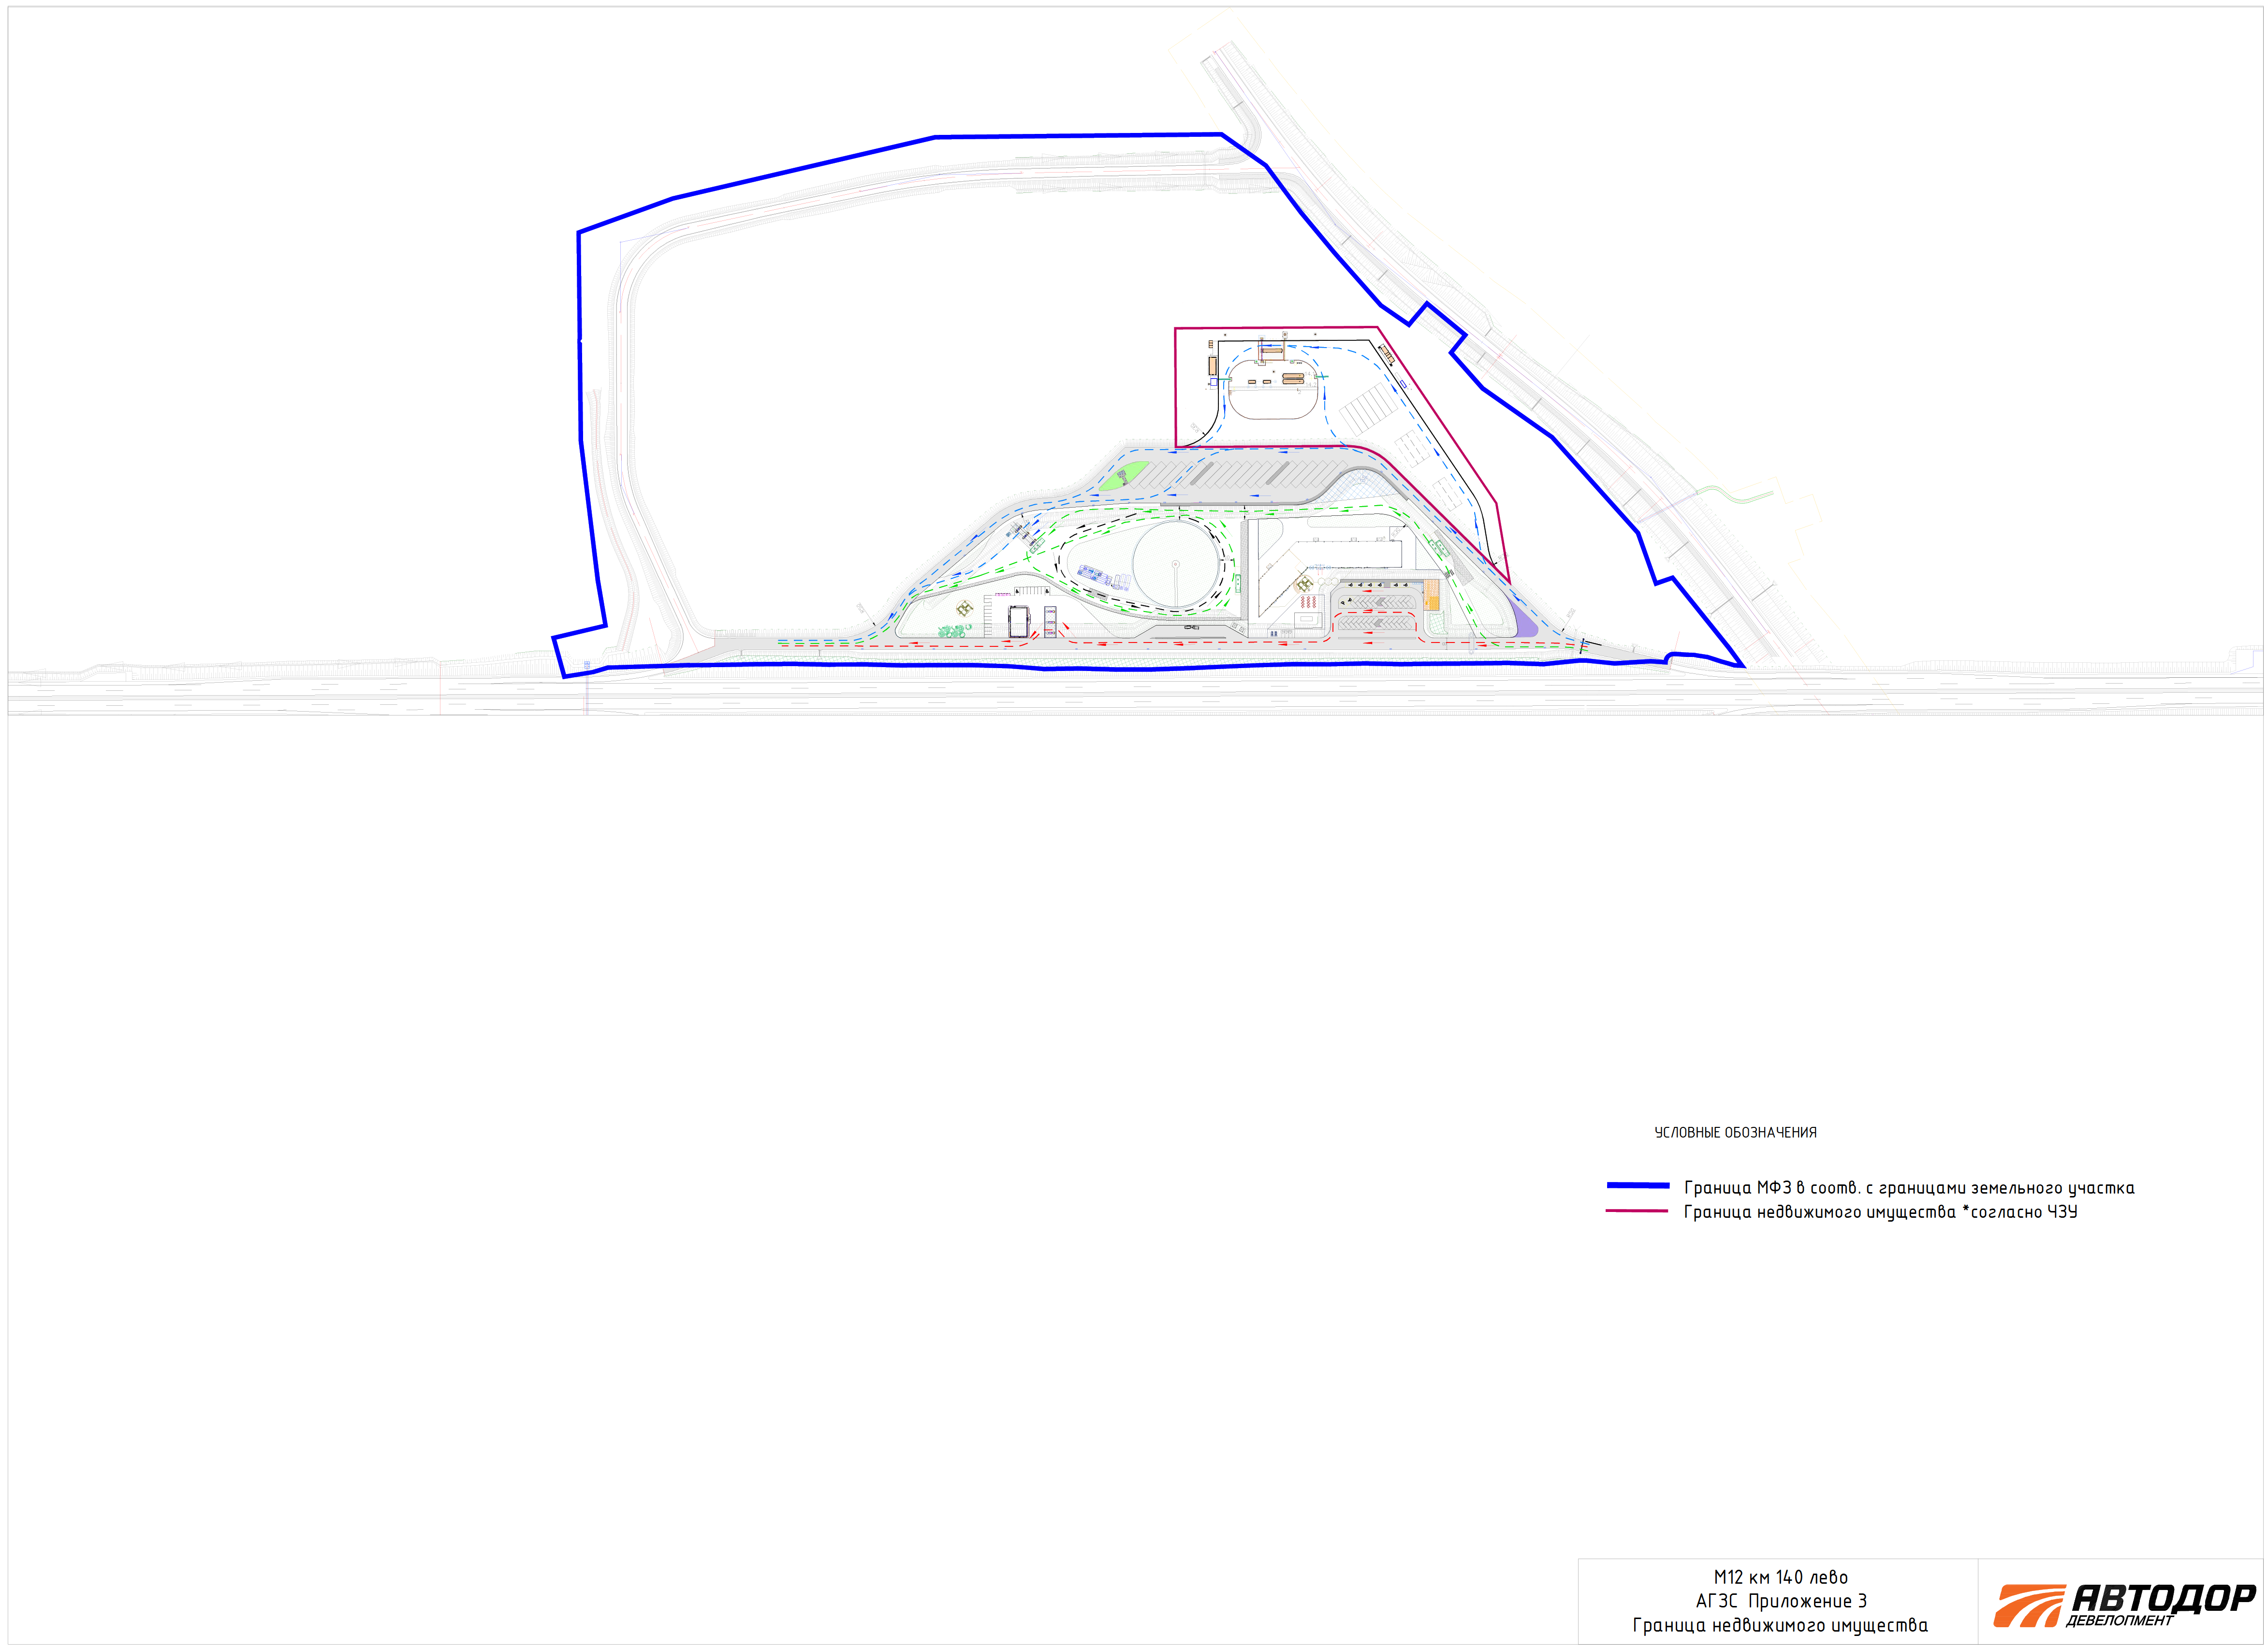 УСЛОВНЫЕ ОБОЗНАЧЕНИЯ
Граница МФЗ в соотв. с границами земельного участка
Граница недвижимого имущества *согласно ЧЗУ
М12 км 140 лево
АГЗС Приложение 3
Граница недвижимого имущества
АВТОДОР
ДЕВЕЛОПМЕНТ